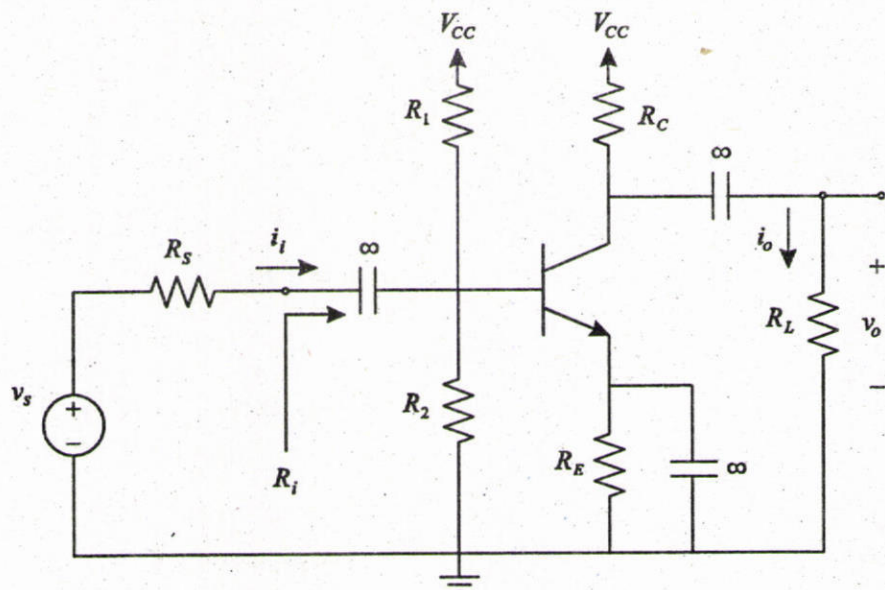 V_CC
V_CC
R_1
R_C
∞
R_S
i_i
∞
i_o
+
R_L
v_o
v_s
+
−
R_2
−
R_i
R_E
∞